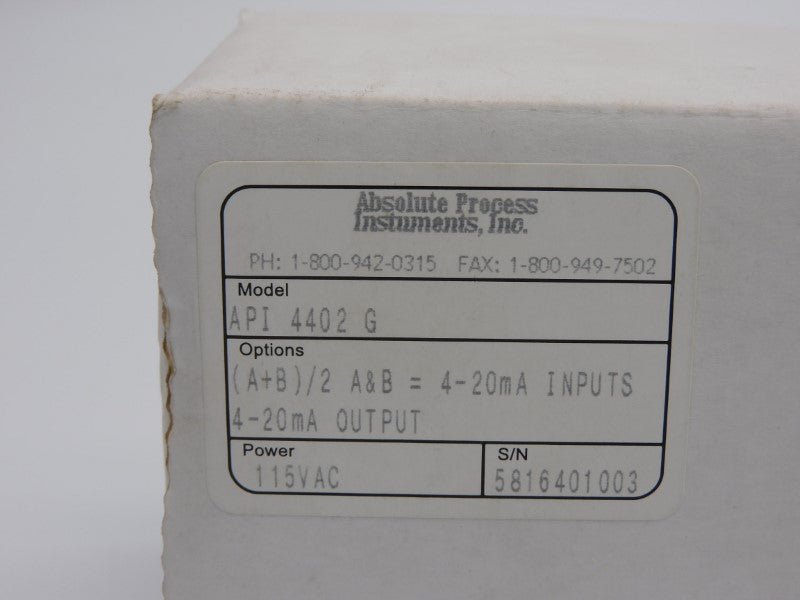 Absolute Process
Instuments, Inc.
PH: 1-800-942-0315 FAX: 1-800-949-7502
Model
API 4402 G
Options
(A+B)/2 A&B = 4-20mA INPUTS
4-20mA OUTPUT
Power
115VAC
S/N
5816401003